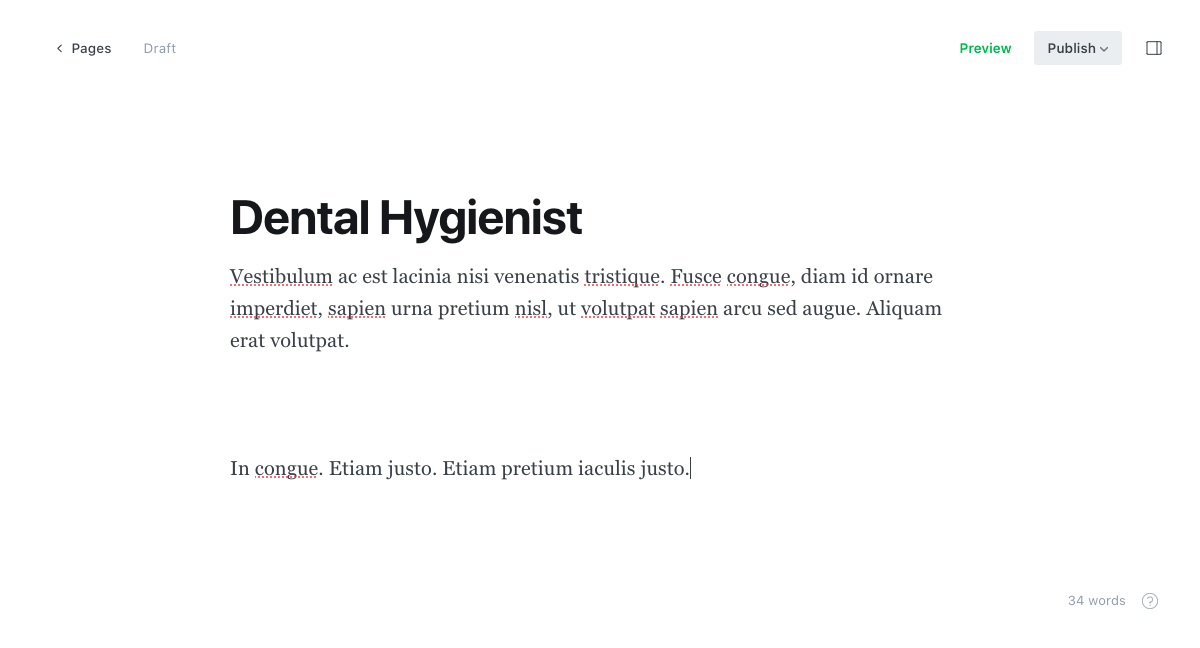 Pages
Draft
Preview
Publish
Dental Hygienist
Vestibulum ac est lacinia nisi venenatis tristique. Fusce congue, diam id ornare
imperdiet, sapien urna pretium nisl, ut volutpat sapien arcu sed augue. Aliquam
erat volutpat.
In congue. Etiam justo. Etiam pretium iaculis justo.
34 words
?